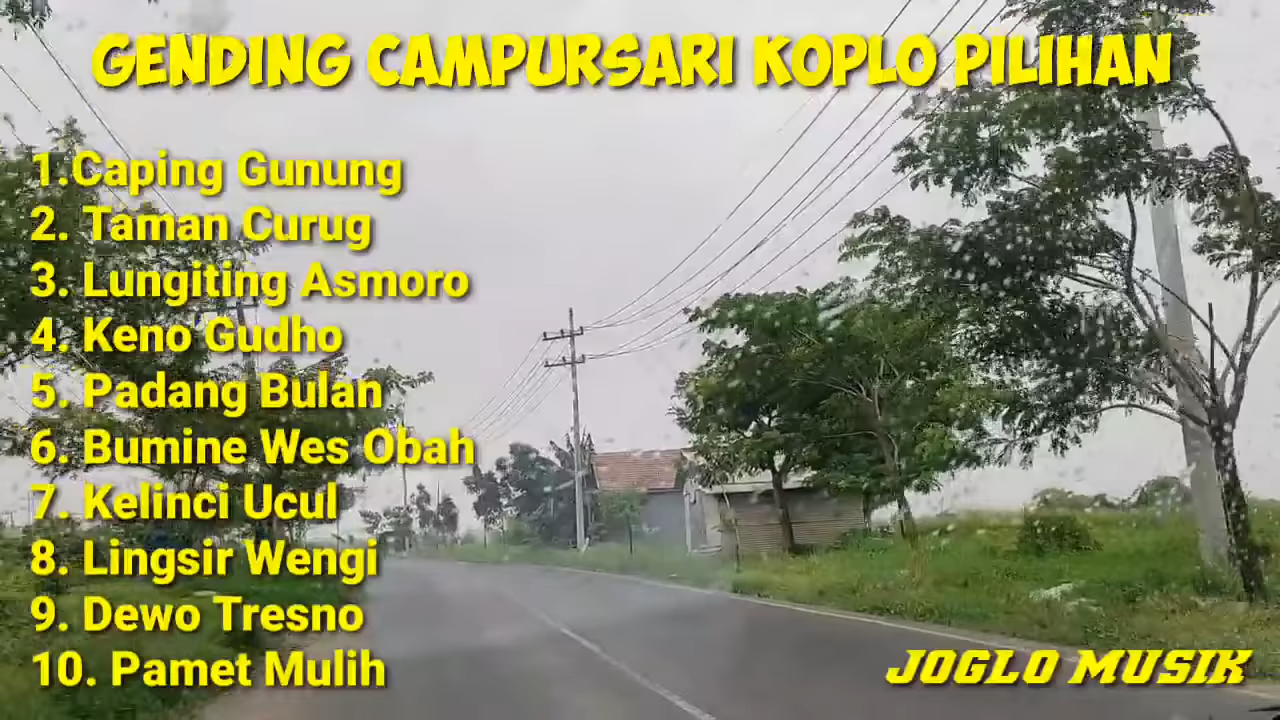 GENDING CAMPURSARI KOPLO PILIHAN
1.Caping Gunung
2. Taman Curug
3. Lungiting Asmoro
4. Keno Gudho
5. Padang Bulan
6. Bumine Wes Obah
7. Kelinci Ucul
8. Lingsir Wengi
9. Dewo Tresno
10. Pamet Mulih
JOGLO MUSIK